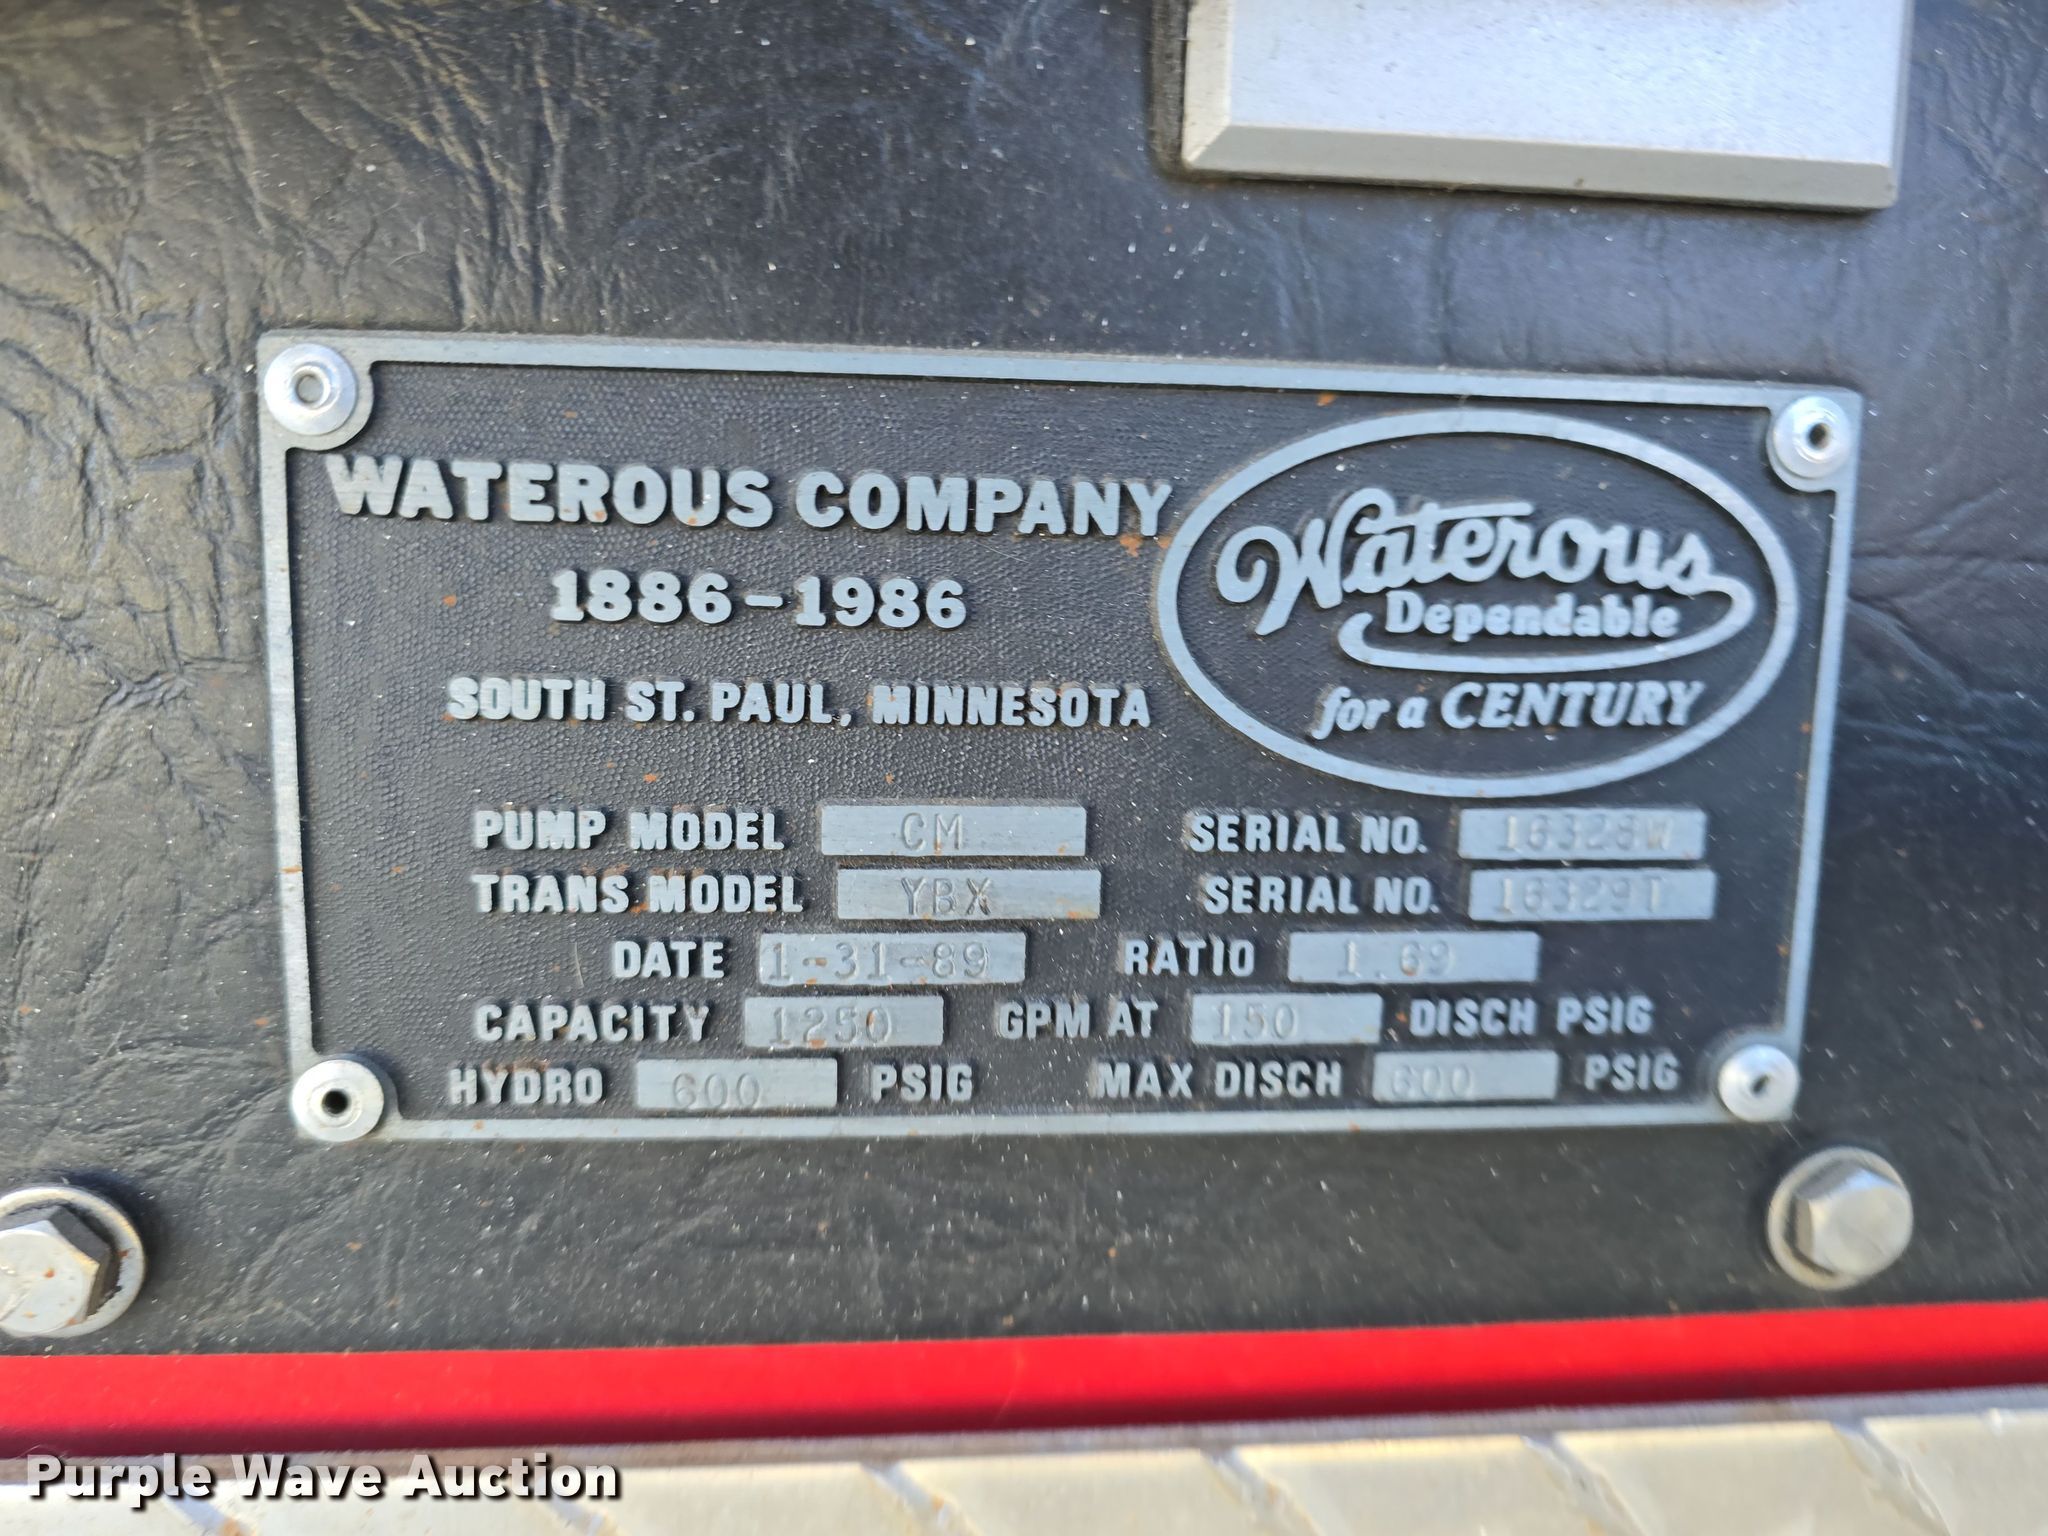 WATEROUS COMPANY
1886-1986
SOUTH ST. PAUL, MINNESOTA
Waterous
Dependable
for a CENTURY
PUMP MODEL CM SERIAL NO.
TRANS MODEL YBX SERIAL NO. 16329T
DATE 1-31-89 RATIO 1.69
CAPACITY 1250 GPM AT 150 DISCH PSIG
HYDRO 600 PSIG MAX DISCH 600 PSIG
Purple Wave Auction